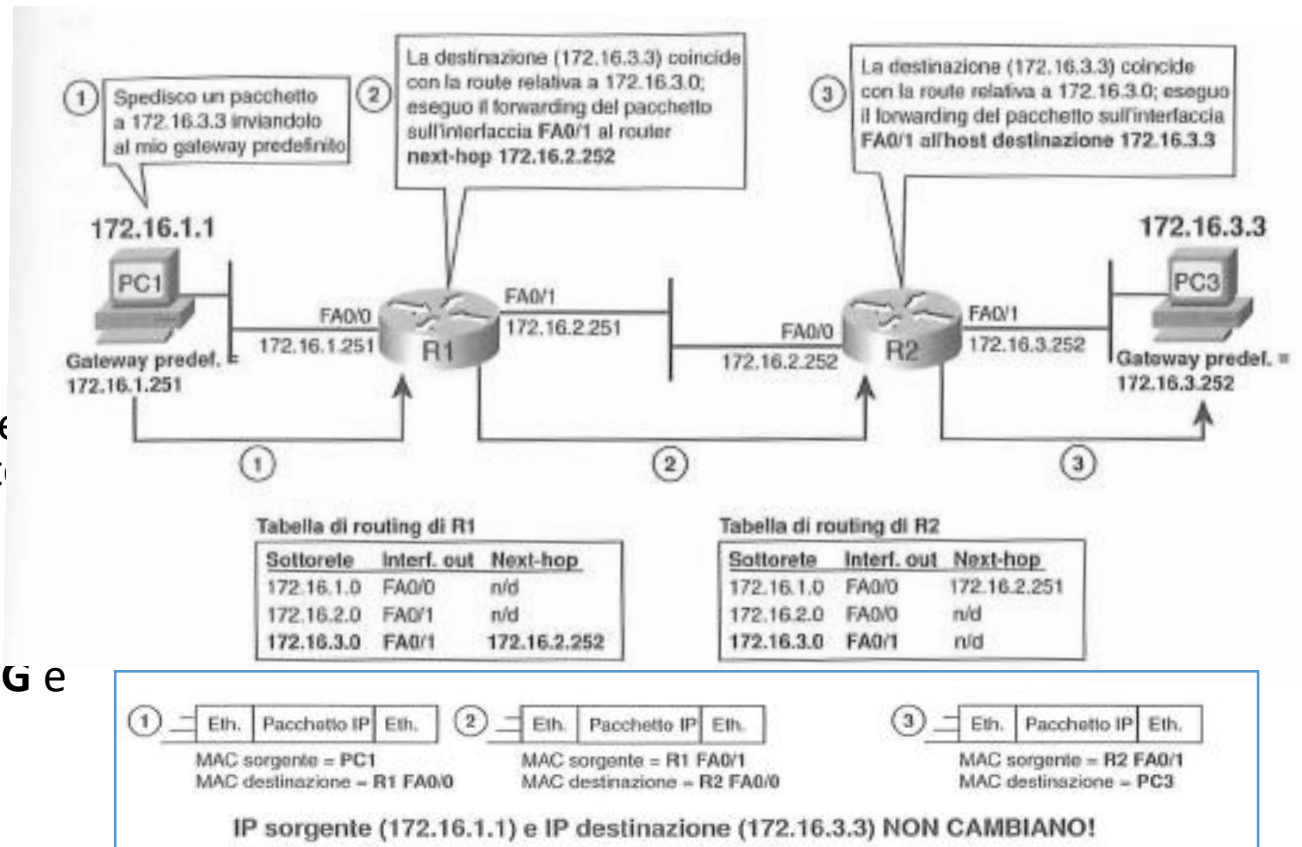 1
Spedisco un pacchetto
a 172.16.3.3 inviandolo
al mio gateway predefinito
2
La destinazione (172.16.3.3) coincide
con la route relativa a 172.16.3.0;
eseguo il forwarding del pacchetto
sull'interfaccia FA0/1 al router
next-hop 172.16.2.252
3
La destinazione (172.16.3.3) coincide
con la route relativa a 172.16.3.0; eseguo
il forwarding del pacchetto sull'interfaccia
FA0/1 all'host destinazione 172.16.3.3
172.16.1.1
PC1
Gateway predef. =
172.16.1.251
FA0/0
172.16.1.251
R1
FA0/1
172.16.2.251
FA0/0
172.16.2.252
R2
FA0/1
172.16.3.252
172.16.3.3
PC3
Gateway predef. =
172.16.3.252
1
2
3
Tabella di routing di R1
Sottorete Interf. out Next-hop
172.16.1.0 FA0/0 n/d
172.16.2.0 FA0/1 n/d
172.16.3.0 FA0/1 172.16.2.252
Tabella di routing di R2
Sottorete Interf. out Next-hop
172.16.1.0 FA0/0 172.16.2.251
172.16.2.0 FA0/0 n/d
172.16.3.0 FA0/1 n/d
G e
1 Eth. Pacchetto IP Eth.
MAC sorgente = PC1
MAC destinazione = R1 FA0/0
2 Eth. Pacchetto IP Eth.
MAC sorgente = R1 FA0/1
MAC destinazione = R2 FA0/0
3 Eth. Pacchetto IP Eth.
MAC sorgente = R2 FA0/1
MAC destinazione = PC3
IP sorgente (172.16.1.1) e IP destinazione (172.16.3.3) NON CAMBIANO!